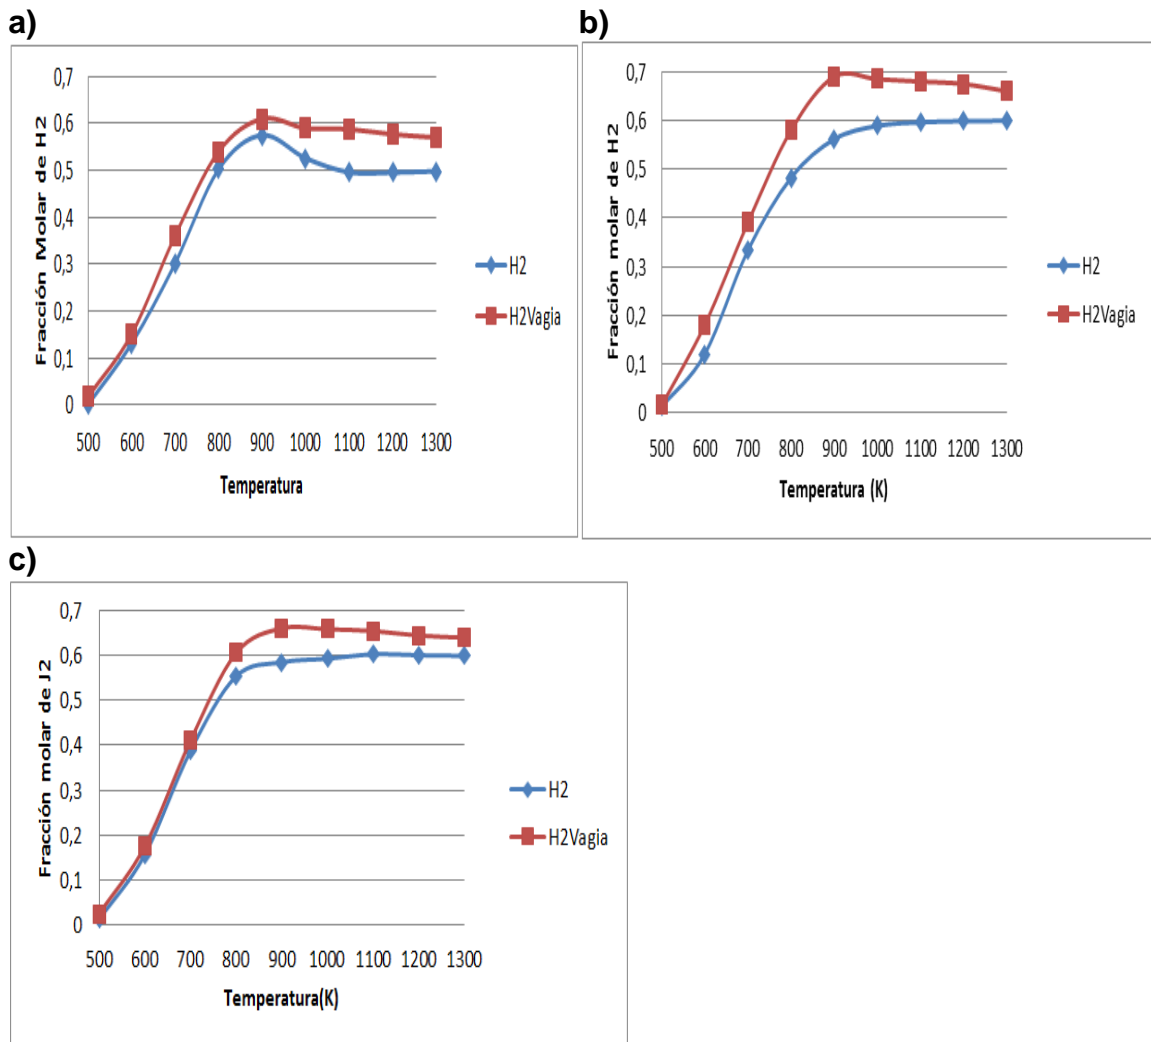 a)
0,7
0,6
0,5
0,4
0,3
0,2
0,1
0
Fracción Molar de H2
500 600 700 800 900 1000 1100 1200 1300
Temperatura
H2
H2Vagia
b)
0,7
0,6
0,5
0,4
0,3
0,2
0,1
0
Fracción molar de H2
500 600 700 800 900 1000 1100 1200 1300
Temperatura (K)
H2
H2Vagia
c)
0,7
0,6
0,5
0,4
0,3
0,2
0,1
0
Fracción molar de J2
500 600 700 800 900 1000 1100 1200 1300
Temperatura(K)
H2
H2Vagia